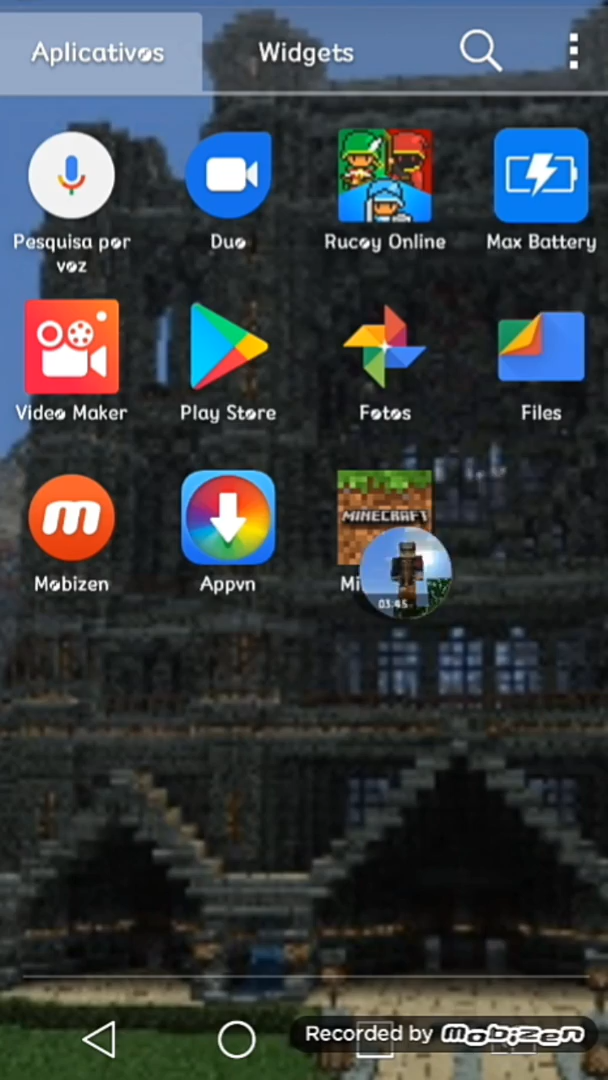 Aplicativos
Widgets
Pesquisa por
voz
Duo
Rucoy Online
Max Battery
Video Maker
Play Store
Fotos
Files
MINECRAFT
Mobizen
Appvn
Mi
03:45
Recorded by Mobizen